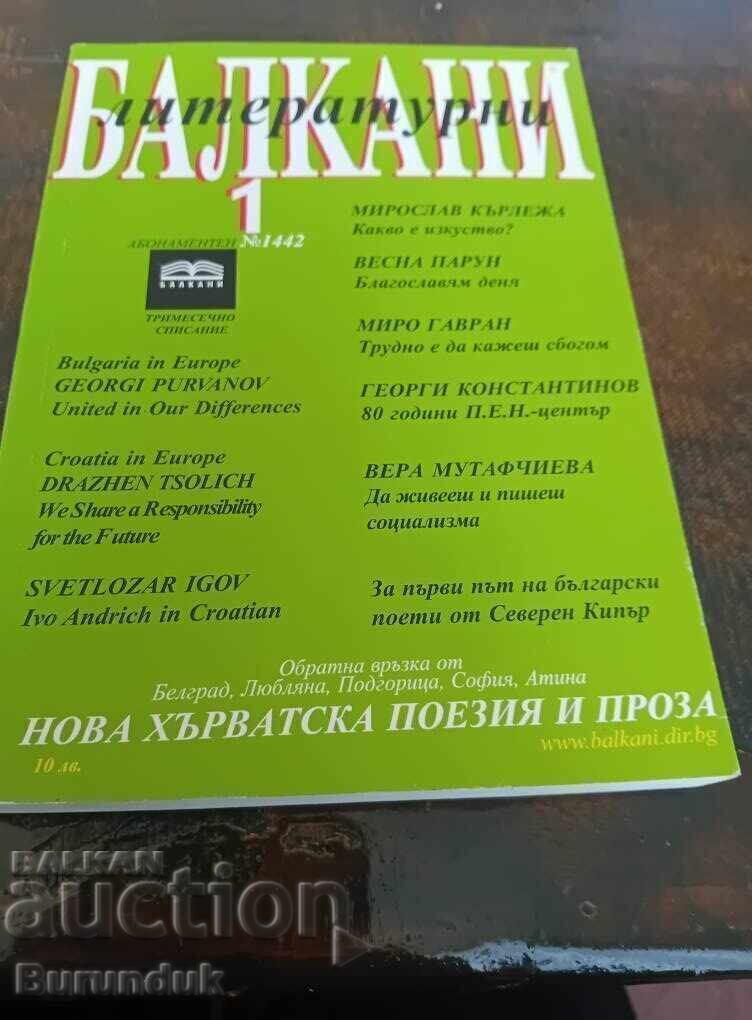 БАЛКАНИ
литературни
1
АБОНАМЕНТЕН №1442
БАЛКАНИ
ТРИМЕСЕЧНО
СПИСАНИЕ
Bulgaria in Europe
GEORGI PURVANOV
United in Our Differences
Croatia in Europe
DRAZHEN TSOLICH
We Share a Responsibility
for the Future
SVETLOZAR IGOV
Ivo Andrich in Croatian
МИРОСЛАВ КЪРЛЕЖА
Какво е изкуство?
ВЕСНА ПАРУН
Благославям деня
МИРО ГАВРАН
Трудно е да кажеш сбогом
ГЕОРГИ КОНСТАНТИНОВ
80 години П.Е.Н.-център
ВЕРА МУТАФЧИЕВА
Да живееш и пишеш
социализма
За първи път на български
поети от Северен Кипър
Обратна връзка от
Белград, Любляна, Подгорица, София, Атина
НОВА ХЪРВАТСКА ПОЕЗИЯ И ПРОЗА
www.balkani.dir.bg
10 лв.
BALKAN
auction
Burunduk